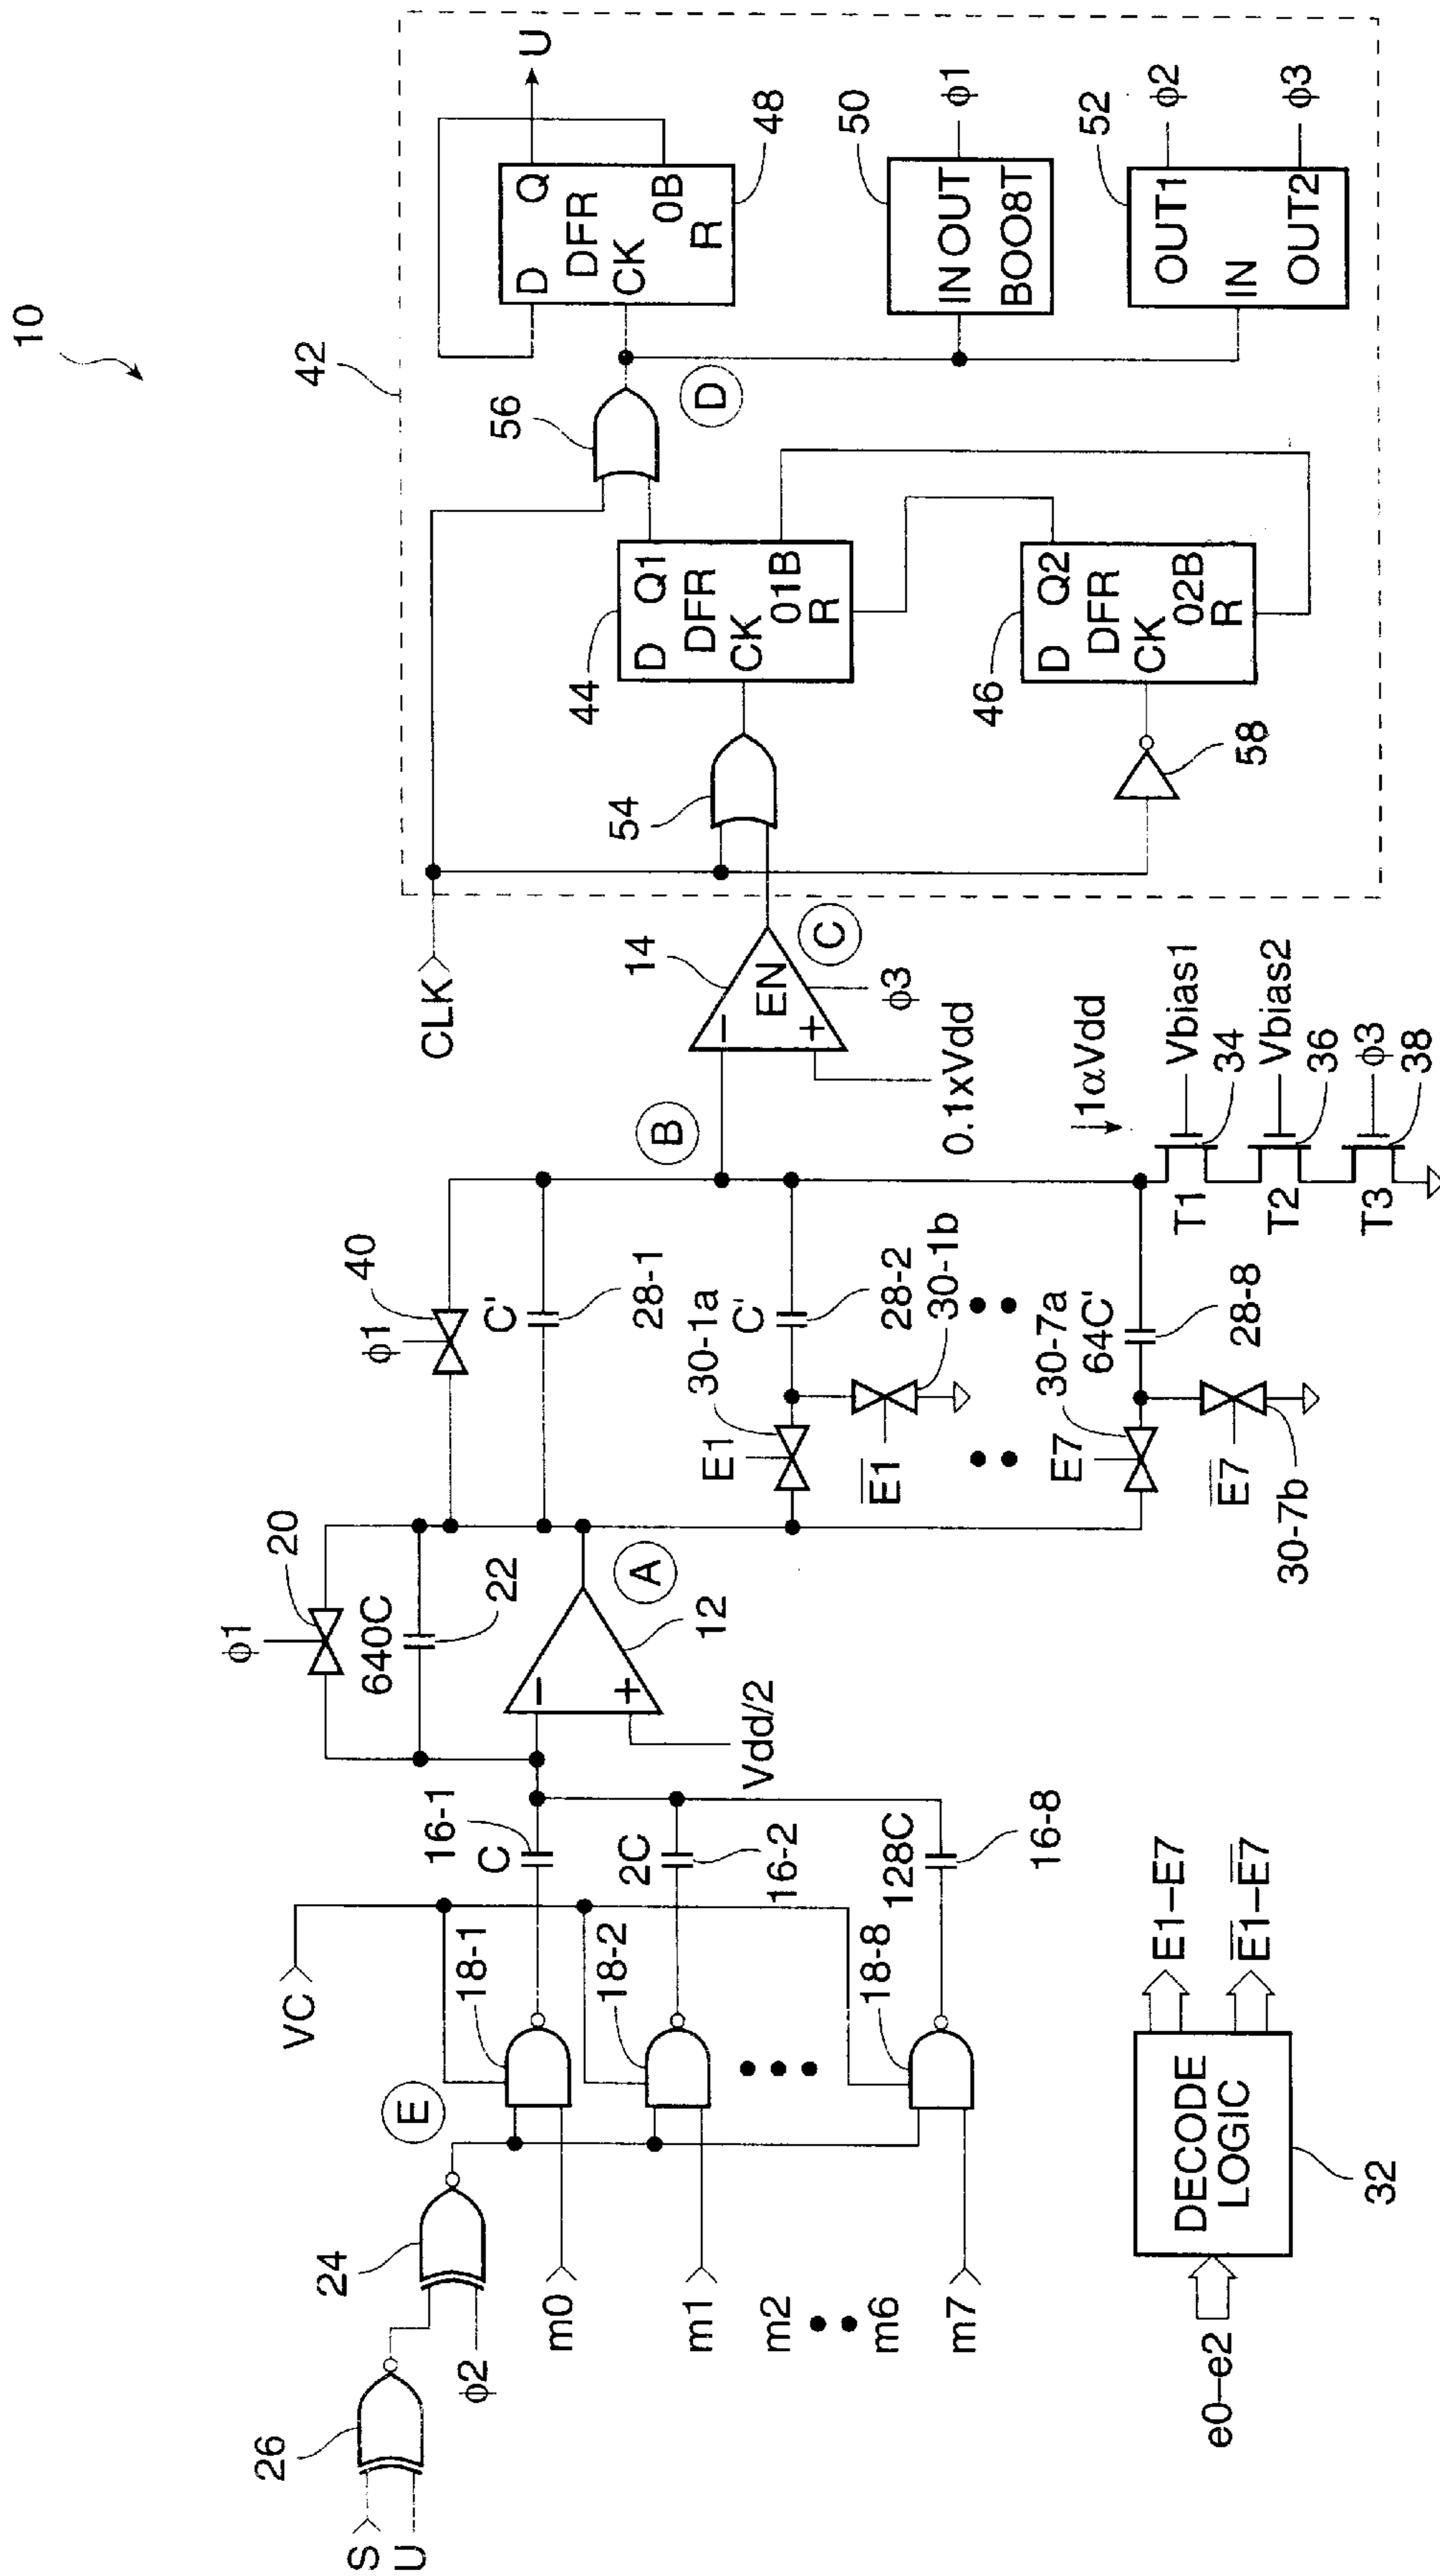 10
42
CLK
D
Q
U
DFR
CK
0B
R
48
56
D
50
IN OUT
BOO8T
ϕ1
52
OUT1
IN
OUT2
ϕ2
ϕ3
44
D
Q1
DFR
CK
01B
R
46
D
Q2
DFR
CK
02B
R
54
58
14
EN
−
+
C
ϕ3
0.1xVdd
B
1αVdd
Vbias1
34
T1
Vbias2
36
T2
ϕ3
38
T3
40
ϕ1
C'
28-1
C'
28-2
30-1a
30-1b
E1
E1
30-7a
64C'
28-8
E7
E7
30-7b
20
ϕ1
640C
22
A
12
−
+
Vdd/2
16-1
C
2C
16-2
128C
16-8
VC
18-1
18-2
18-8
E
24
26
S
U
ϕ2
m0
m1
m2
m6
m7
e0–e2
DECODE
LOGIC
32
E1–E7
E1–E7